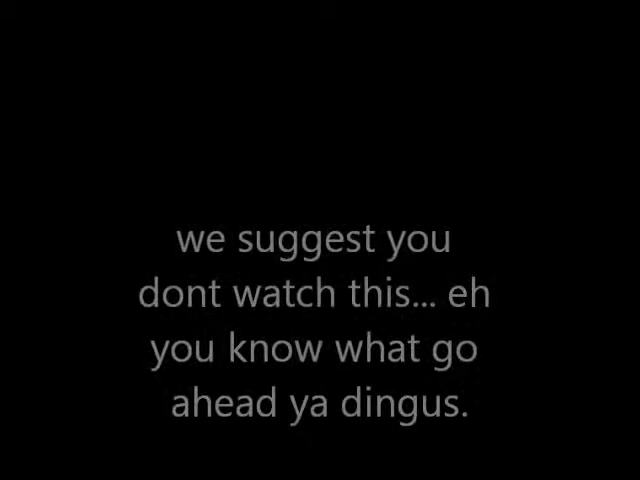 we suggest you
dont watch this... eh
you know what go
ahead ya dingus.